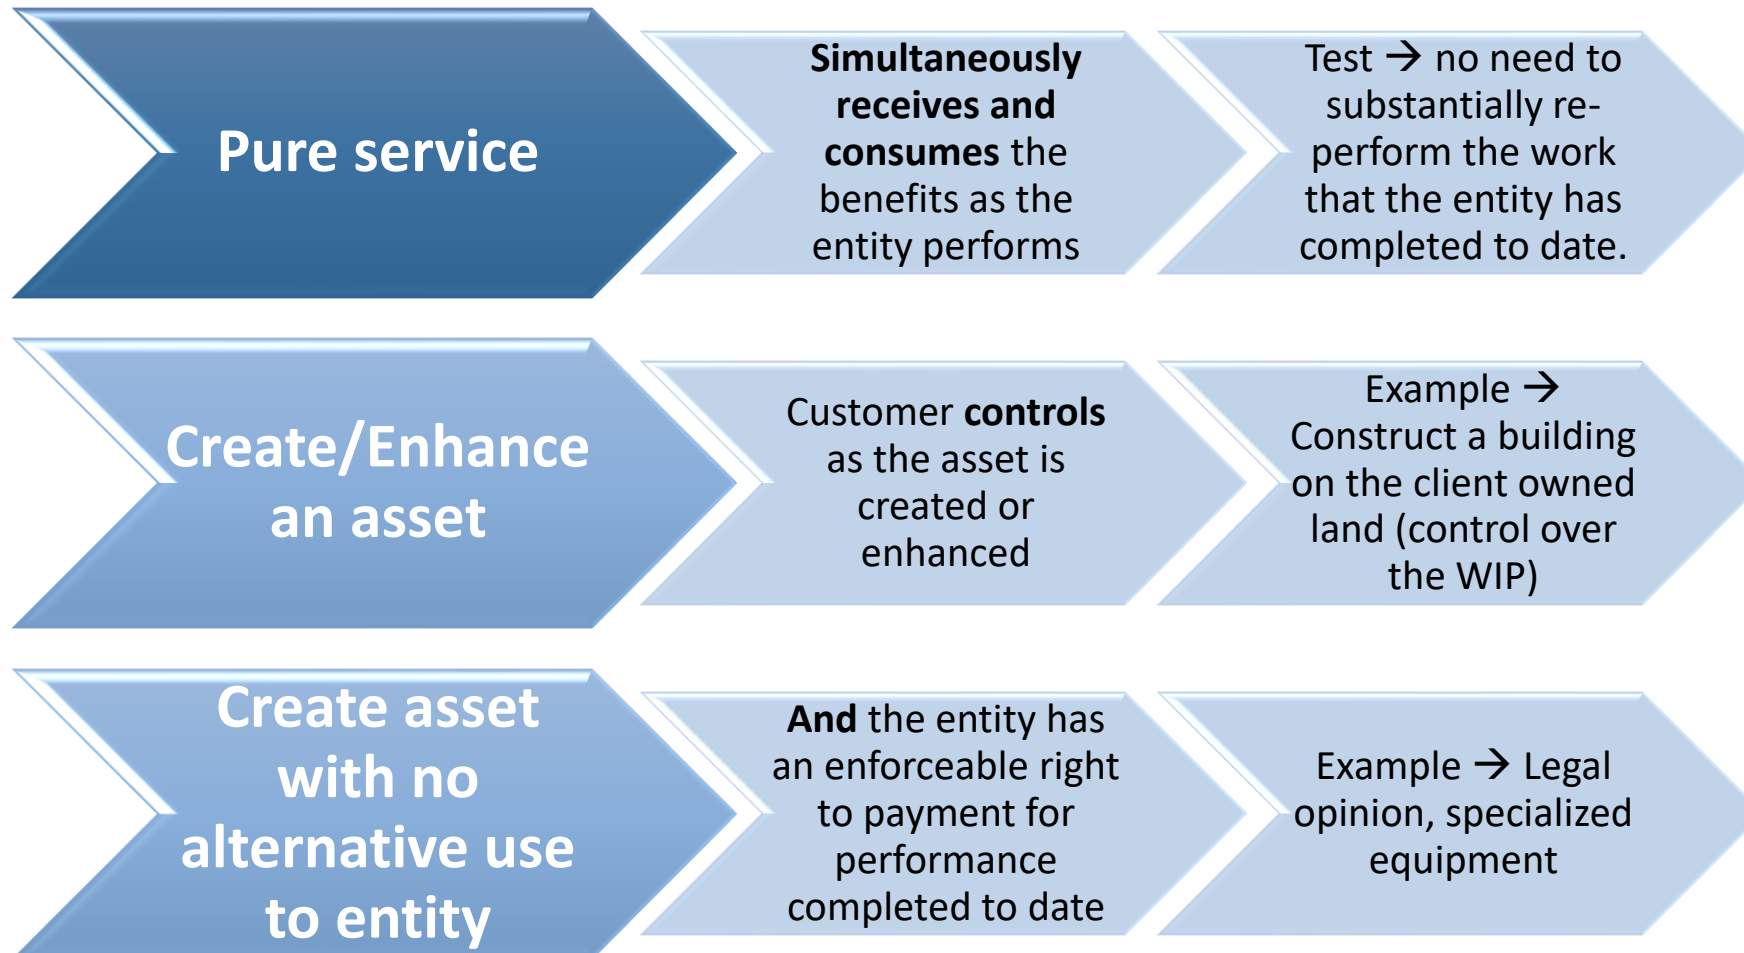 Pure service
Simultaneously
receives and
consumes the
benefits as the
entity performs
Test → no need to
substantially re-
perform the work
that the entity has
completed to date.
Create/Enhance
an asset
Customer controls
as the asset is
created or
enhanced
Example →
Construct a building
on the client owned
land (control over
the WIP)
Create asset
with no
alternative use
to entity
And the entity has
an enforceable right
to payment for
performance
completed to date
Example → Legal
opinion, specialized
equipment